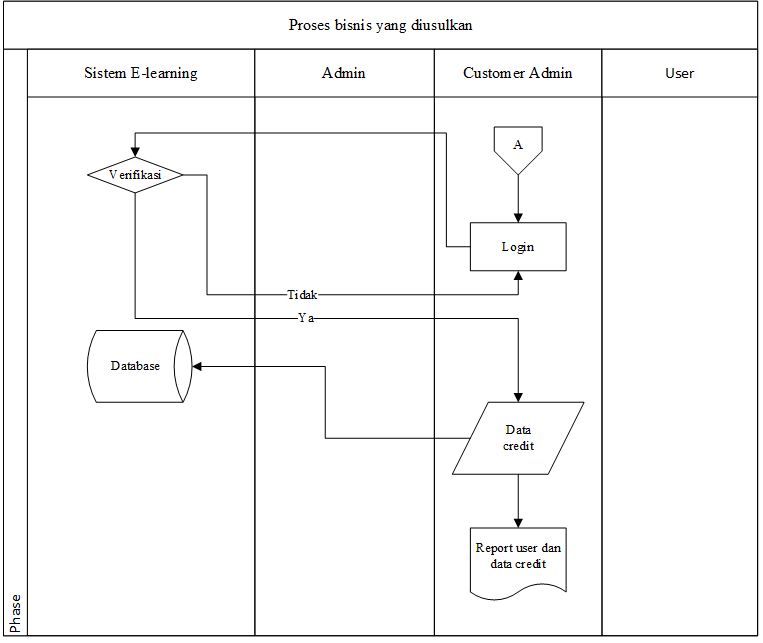 Proses bisnis yang diusulkan
Sistem E-learning
Admin
Customer Admin
User
A
Verifikasi
Login
Tidak
Ya
Database
Data
credit
Report user dan
data credit
Phase